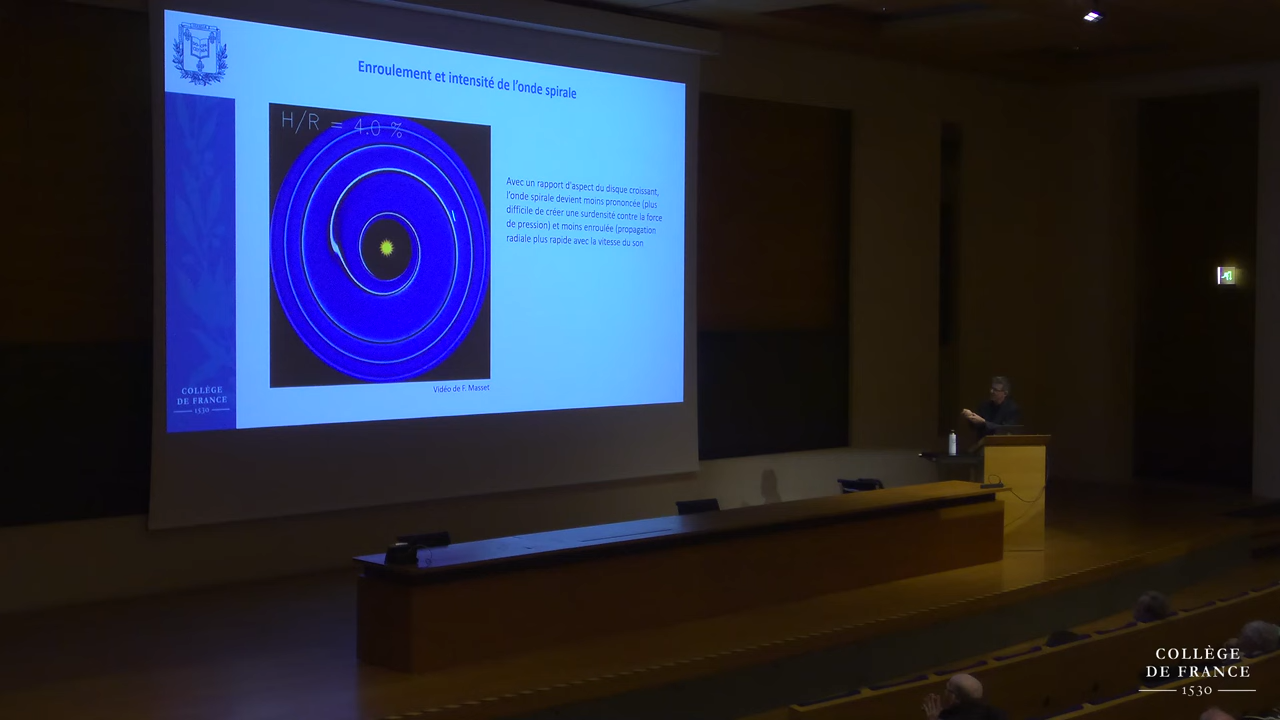 Enroulement et intensité de l'onde spirale
H/R = 4.0 %
Avec un rapport d'aspect du disque croissant,
l'onde spirale devient moins prononcée (plus
difficile de créer une surdensité contre la force
de pression) et moins enroulée (propagation
radiale plus rapide avec la vitesse du son
Vidéo de F. Masset
COLLÈGE
DE FRANCE
1530
COLLÈGE
DE FRANCE
1530